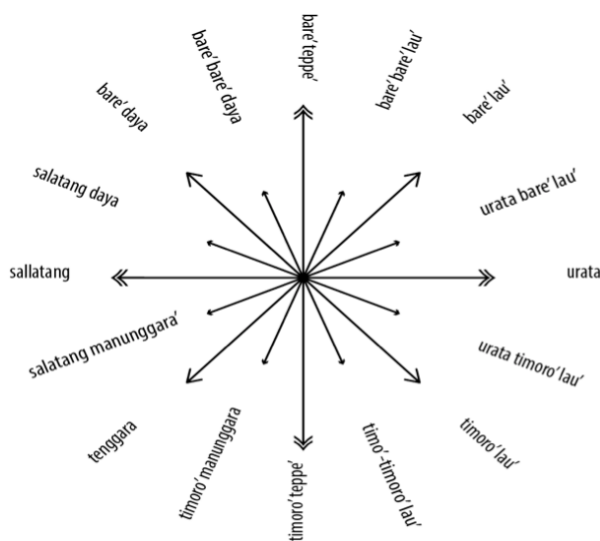 bare' teppe'
bare' bare' lau'
bare' lau'
urata bare' lau'
urata
urata timoro' lau'
timoro' lau'
timo'-timoro' lau'
timoro' teppe'
timoro' manunggara
tenggara
salatang manunggara'
sallatang
salatang daya
bare' daya
bare' bare' daya